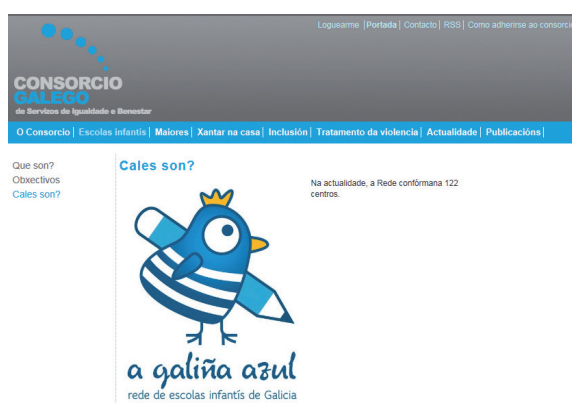 Loguearme |Portada| Contacto| RSS| Como adherirse ao consorcio
CONSORCIO
GALEGO
de Servizos de Igualdade e Benestar
O Consorcio| Escolas infantis| Maiores| Xantar na casa| Inclusión| Tratamento da violencia| Actualidade| Publicacións|
Que son?
Obxectivos
Cales son?
Cales son?
Na actualidade, a Rede confórmana 122
centros.
a galiña azul
rede de escolas infantís de Galicia